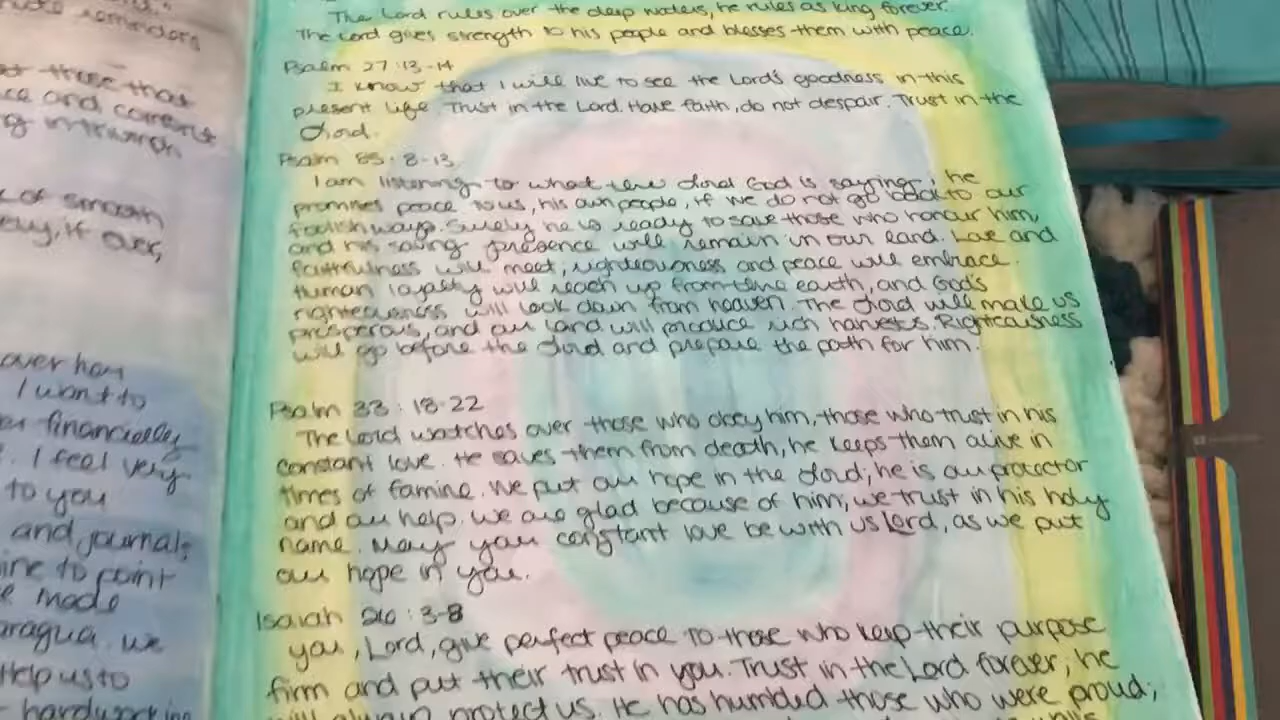 reminders
The Lord rules over the deep waters, he rules as king forever.
The Lord gives strength to his people and blesses them with peace.
Psalm 27:13-14
I know that I will live to see the Lord's goodness in this
present life. Trust in the Lord. Have faith, do not despair. Trust in the
Lord.
Psalm 85:8-13
I am listening to what the Lord God is saying; he
promises peace to us, his own people, if we do not go back to our
foolish ways. Surely he is ready to save those who honour him,
and his saving presence will remain in our land. Love and
faithfulness will meet, righteousness and peace will embrace.
Human loyalty will reach up from the earth, and God's
righteousness will look down from heaven. The Lord will make us
prosperous, and our land will produce rich harvests. Righteousness
will go before the Lord and prepare the path for him.
Psalm 33:18-22
The Lord watches over those who obey him, those who trust in his
constant love. He saves them from death, he keeps them alive in
times of famine. We put our hope in the Lord; he is our protector
and our help. We are glad because of him; we trust in his holy
name. May your constant love be with us Lord, as we put
our hope in you.
Isaiah 26:3-8
You, Lord, give perfect peace to those who keep their purpose
firm and put their trust in you. Trust in the Lord forever; he
will always protect us. He has humbled those who were proud;
those that
and
of smooth
if ever,
over her
I want to
financially
I feel very
to you
and journals
to paint
made
we
Help us to
hardworking